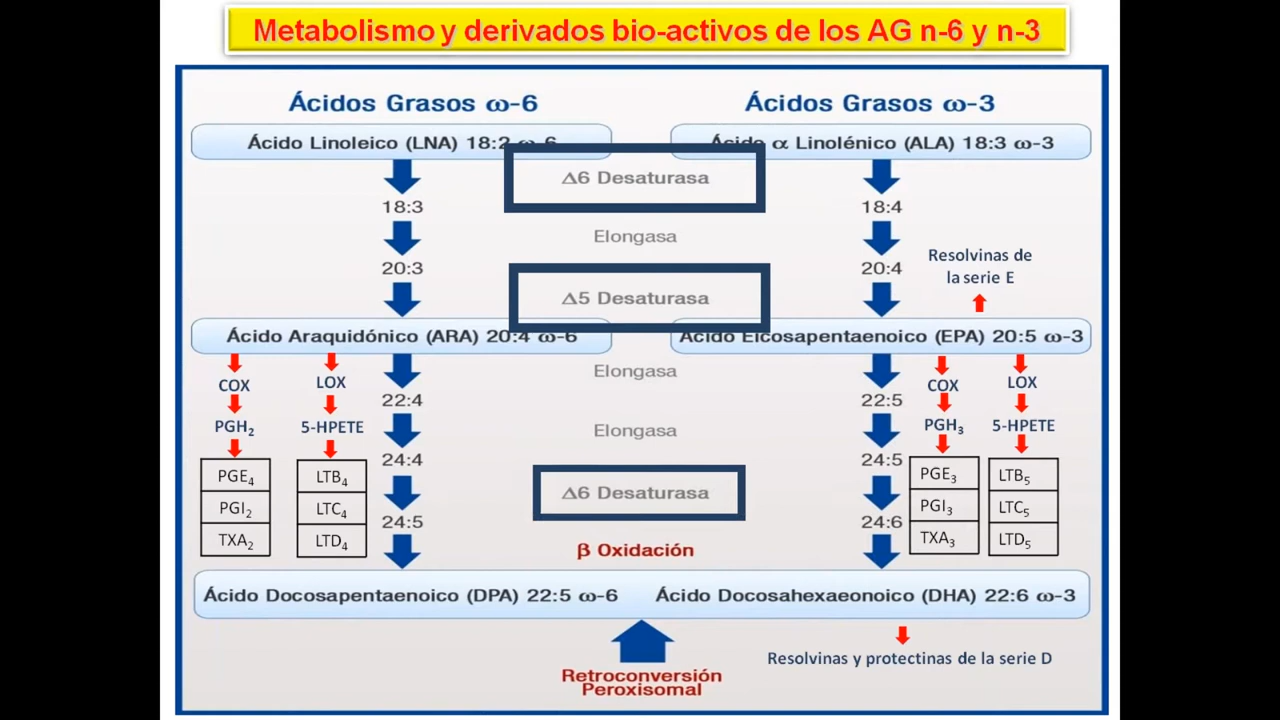 Metabolismo y derivados bio-activos de los AG n-6 y n-3
Ácidos Grasos ω-6
Ácidos Grasos ω-3
Ácido Linoleico (LNA) 18:2 ω-6
Ácido α Linolénico (ALA) 18:3 ω-3
Δ6 Desaturasa
18:3
18:4
Elongasa
Resolvinas de
la serie E
20:3
20:4
Δ5 Desaturasa
Ácido Araquidónico (ARA) 20:4 ω-6
Ácido Eicosapentaenoico (EPA) 20:5 ω-3
COX
LOX
Elongasa
COX
LOX
22:4
22:5
PGH₂
5-HPETE
Elongasa
PGH₃
5-HPETE
24:4
24:5
PGE₄
LTB₄
Δ6 Desaturasa
PGE₃
LTB₅
PGI₂
LTC₄
PGI₃
LTC₅
24:5
24:6
TXA₂
LTD₄
TXA₃
LTD₅
β Oxidación
Ácido Docosapentaenoico (DPA) 22:5 ω-6
Ácido Docosahexaeonoico (DHA) 22:6 ω-3
Resolvinas y protectinas de la serie D
Retroconversión
Peroxisomal